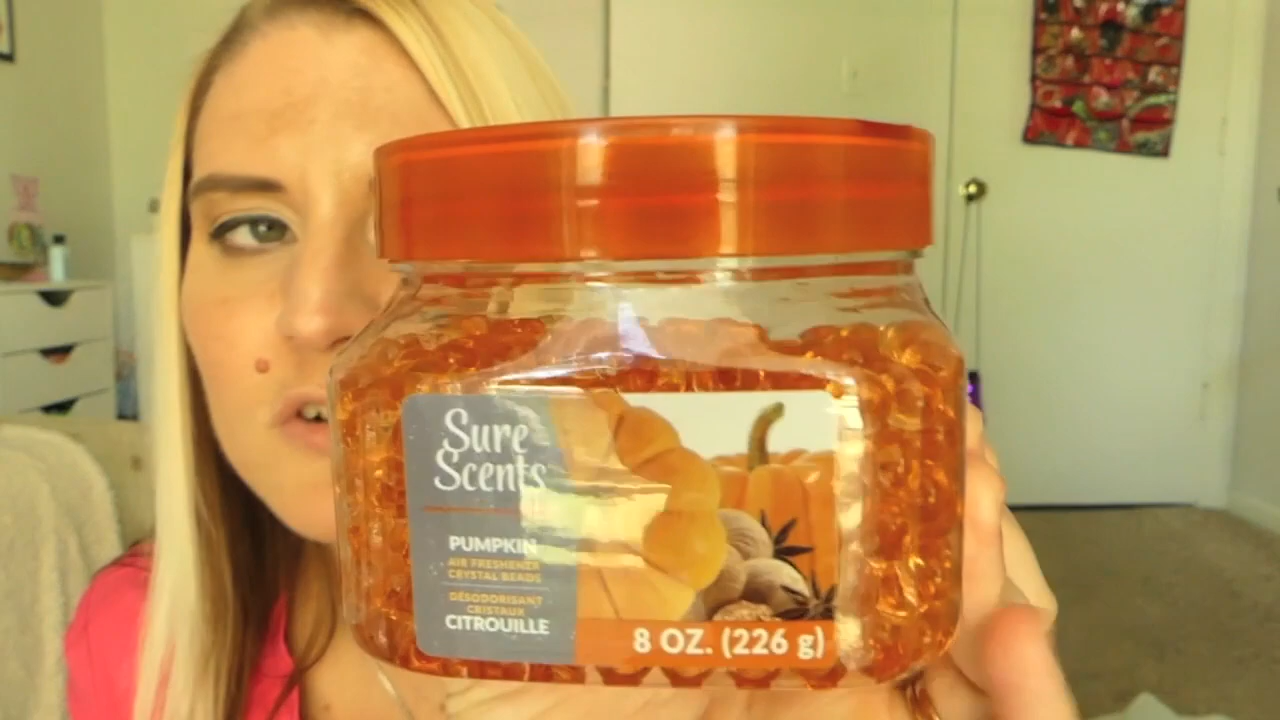 Sure
Scents
PUMPKIN
AIR FRESHENER
CRYSTAL BEADS
DÉSODORISANT
CRISTAUX
CITROUILLE
8 OZ. (226 g)